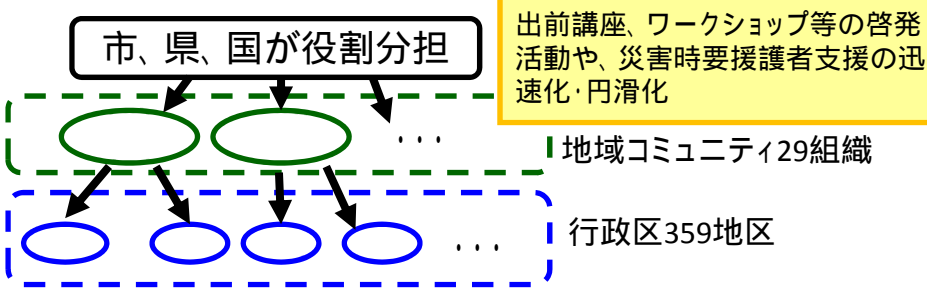 市、県、国が役割分担
出前講座、ワークショップ等の啓発
活動や、災害時要援護者支援の迅
速化・円滑化
・・・
地域コミュニティ29組織
行政区359地区
・・・